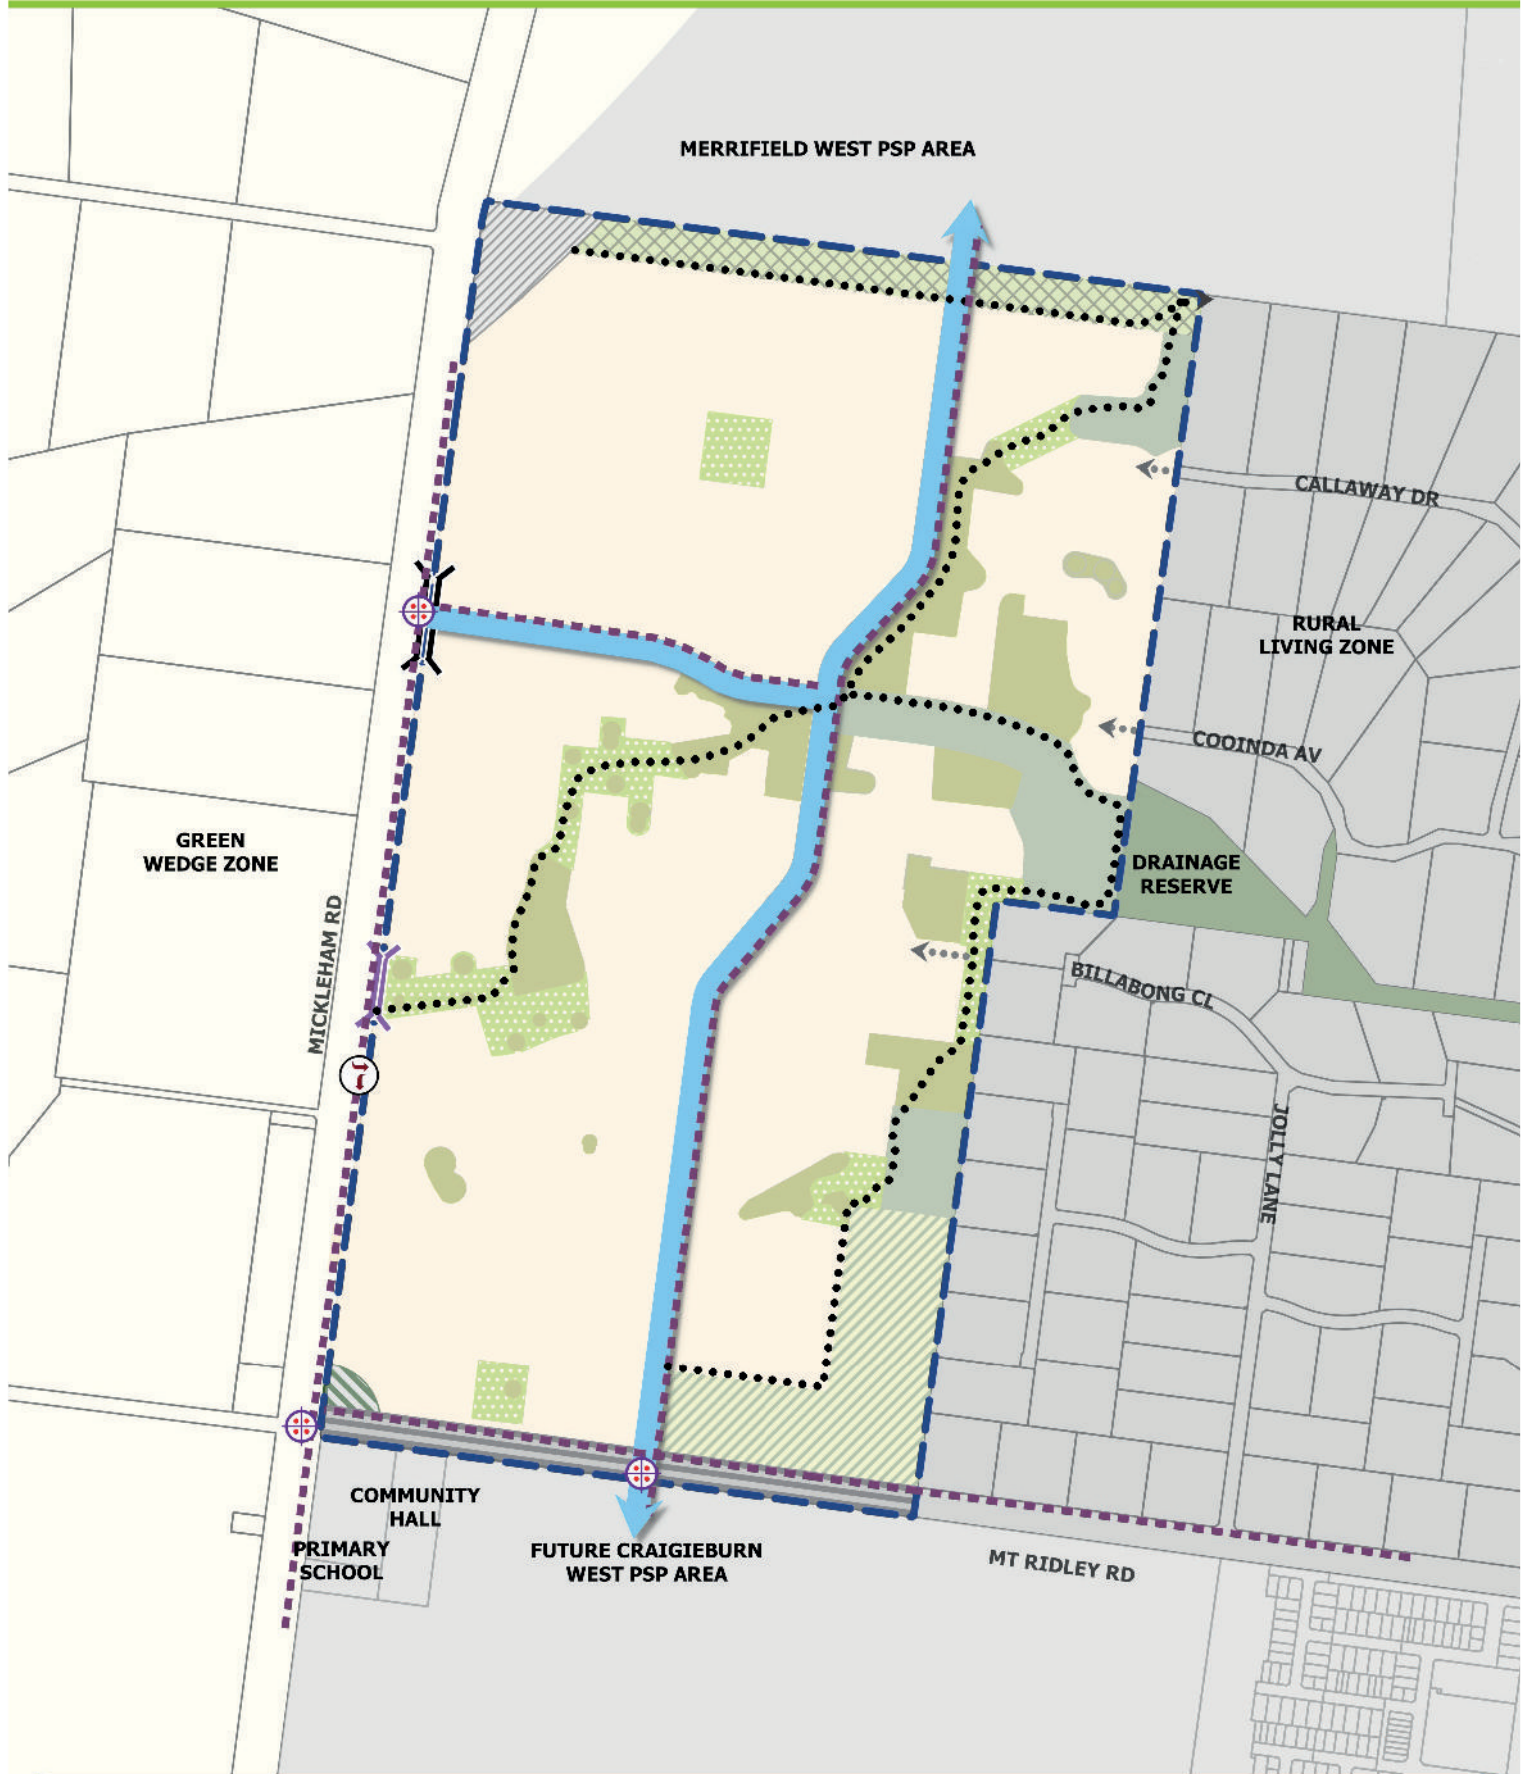 MERRIFIELD WEST PSP AREA
CALLAWAY DR
RURAL
LIVING ZONE
COOINDA AV
GREEN
WEDGE ZONE
DRAINAGE
RESERVE
MICKLEHAM RD
BILLABONG CL
JOLLY LANE
COMMUNITY
HALL
PRIMARY
SCHOOL
FUTURE CRAIGIEBURN
WEST PSP AREA
MT RIDLEY RD